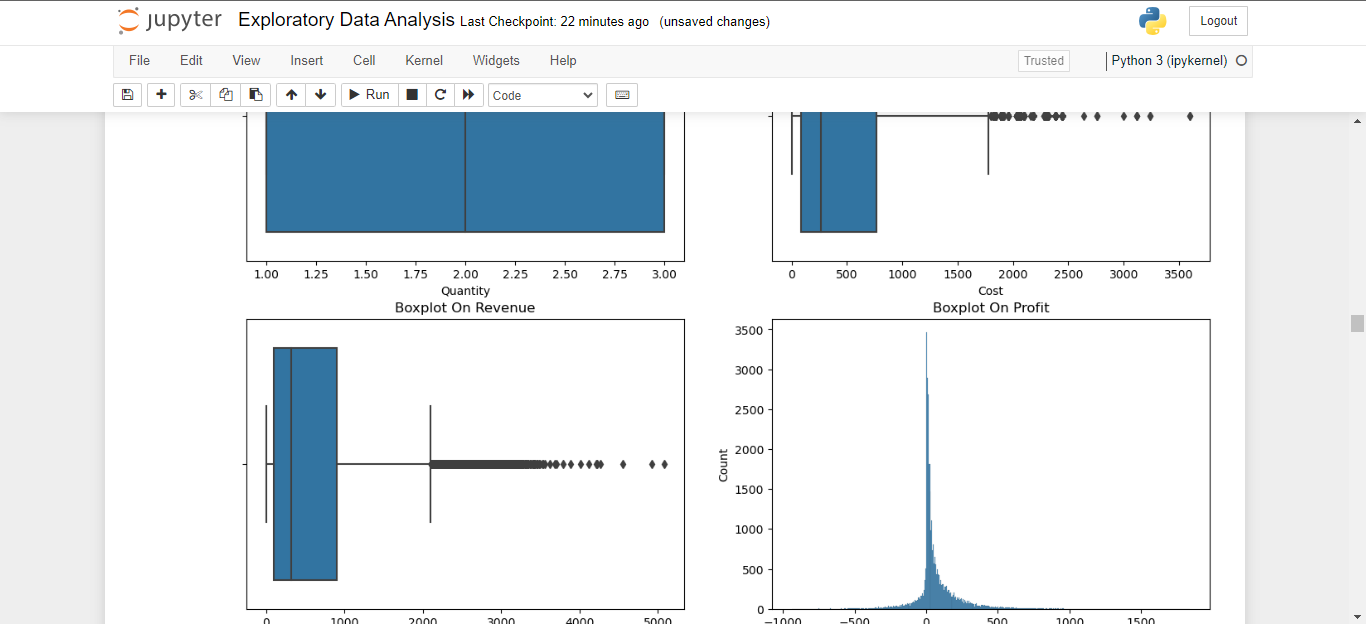 jupyter Exploratory Data Analysis Last Checkpoint: 22 minutes ago (unsaved changes) Logout
File Edit View Insert Cell Kernel Widgets Help Trusted Python 3 (ipykernel)
Run Code
1.00 1.25 1.50 1.75 2.00 2.25 2.50 2.75 3.00
Quantity
0 500 1000 1500 2000 2500 3000 3500
Cost
Boxplot On Revenue
0 1000 2000 3000 4000 5000
Boxplot On Profit
3500
3000
2500
2000
1500
1000
500
0
Count
−1000 −500 0 500 1000 1500